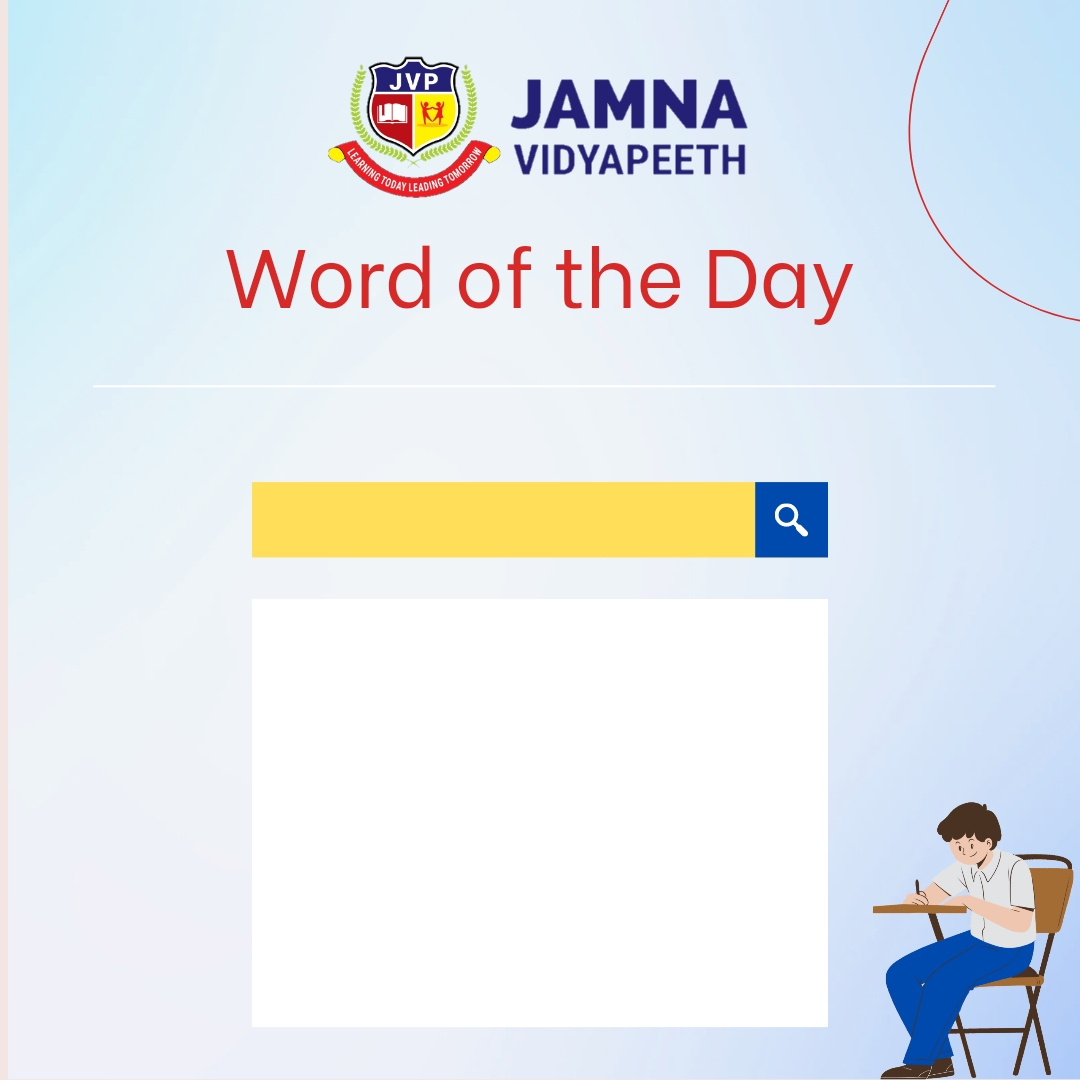 JVP
LEARNING TODAY LEADING TOMORROW
JAMNA
VIDYAPEETH
Word of the Day